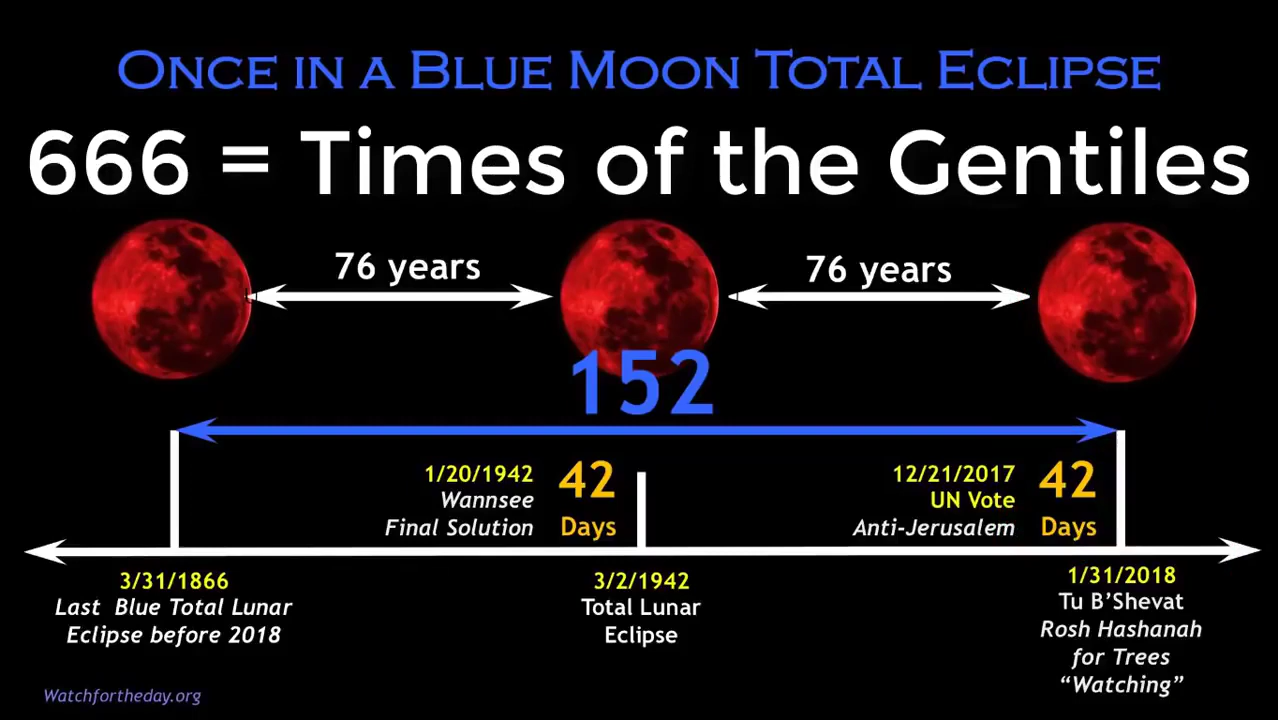 ONCE IN A BLUE MOON TOTAL ECLIPSE
666 = Times of the Gentiles
76 years
76 years
152
1/20/1942
Wannsee
Final Solution
42
Days
12/21/2017
UN Vote
Anti-Jerusalem
42
Days
3/31/1866
Last Blue Total Lunar
Eclipse before 2018
3/2/1942
Total Lunar
Eclipse
1/31/2018
Tu B'Shevat
Rosh Hashanah
for Trees
“Watching”
Watchfortheday.org